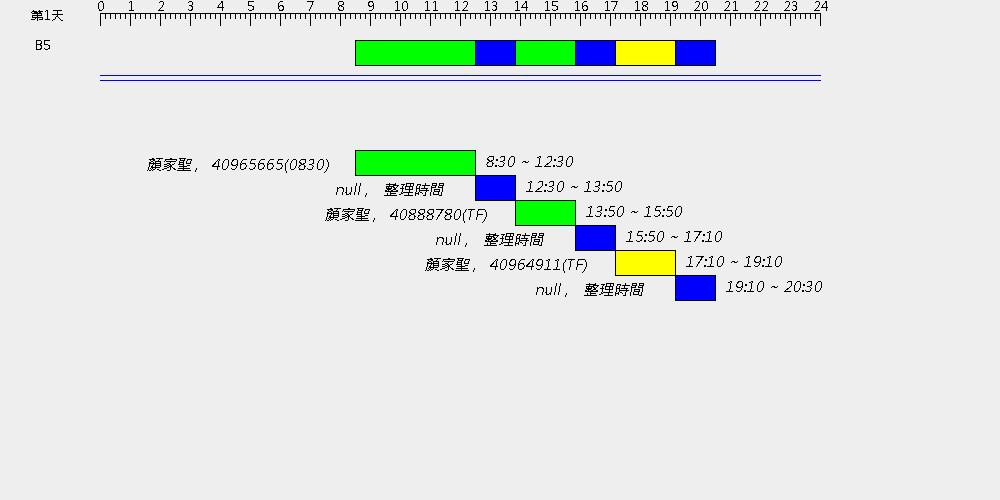 0 1 2 3 4 5 6 7 8 9 10 11 12 13 14 15 16 17 18 19 20 21 22 23 24
第1天
B5
顏家聖, 40965665(0830) 8:30 ~ 12:30
null, 整理時間 12:30 ~ 13:50
顏家聖, 40888780(TF) 13:50 ~ 15:50
null, 整理時間 15:50 ~ 17:10
顏家聖, 40964911(TF) 17:10 ~ 19:10
null, 整理時間 19:10 ~ 20:30